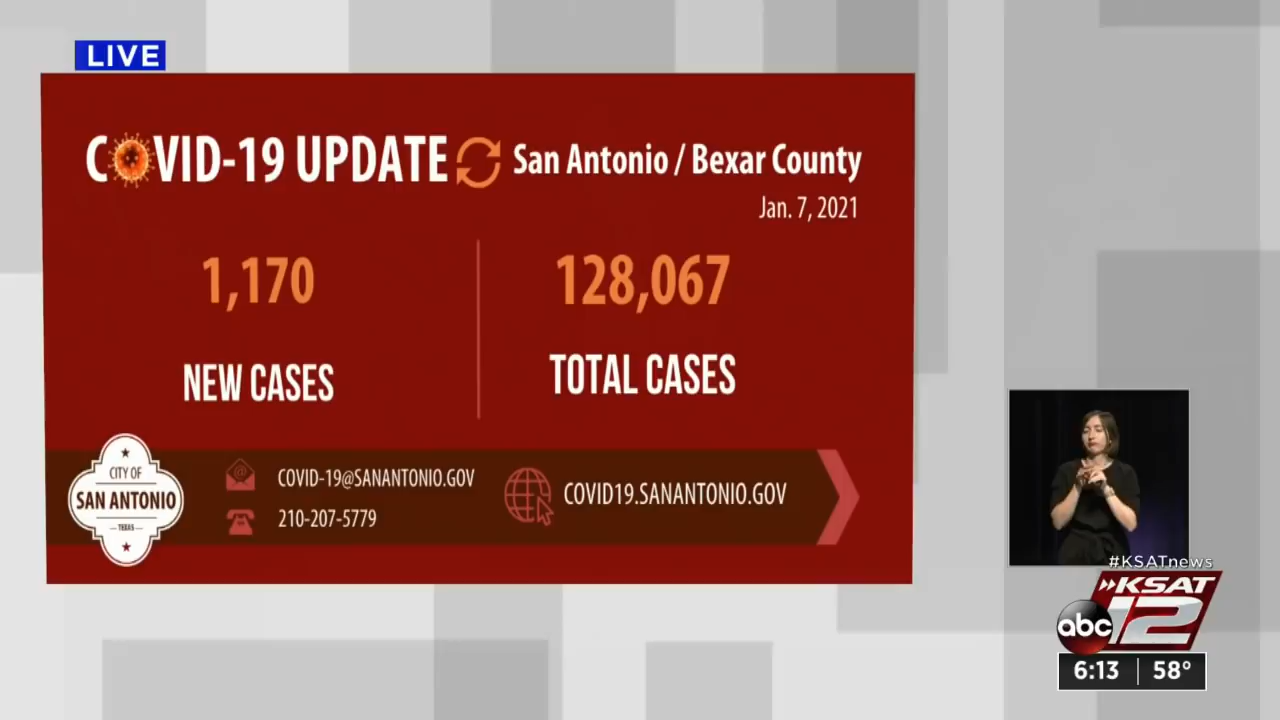 LIVE
COVID-19 UPDATE
San Antonio / Bexar County
Jan. 7, 2021
1,170
NEW CASES
128,067
TOTAL CASES
CITY OF
SAN ANTONIO
TEXAS
COVID-19@SANANTONIO.GOV
210-207-5779
COVID19.SANANTONIO.GOV
#KSATnews
KSAT
abc 12
6:13 58°